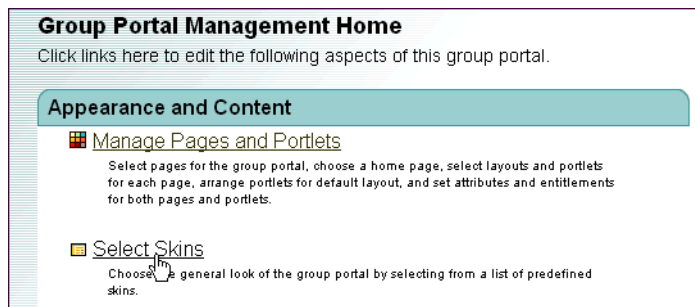 Group Portal Management Home
Click links here to edit the following aspects of this group portal.
Appearance and Content
Manage Pages and Portlets
Select pages for the group portal, choose a home page, select layouts and portlets
for each page, arrange portlets for default layout, and set attributes and entitlements
for both pages and portlets.
Select Skins
Choose general look of the group portal by selecting from a list of predefined
skins.